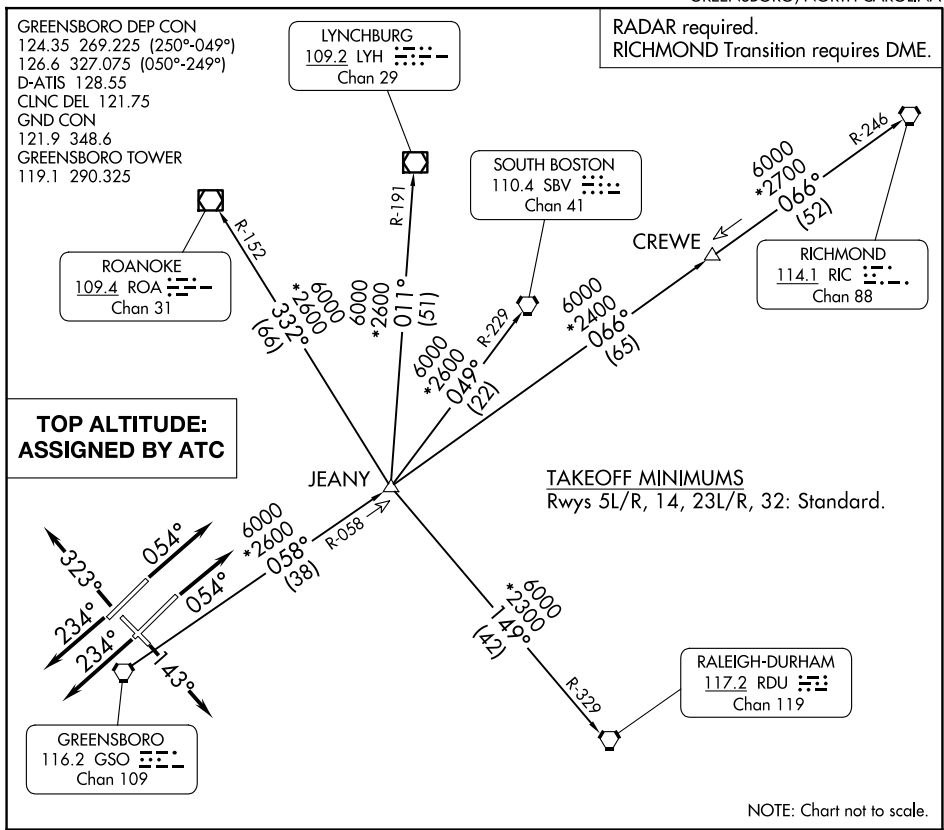 GREENSBORO, NORTH CAROLINA
GREENSBORO DEP CON
124.35 269.225 (250°-049°)
126.6 327.075 (050°-249°)
D-ATIS 128.55
CLNC DEL 121.75
GND CON
121.9 348.6
GREENSBORO TOWER
119.1 290.325
LYNCHBURG
109.2 LYH
Chan 29
RADAR required.
RICHMOND Transition requires DME.
SOUTH BOSTON
110.4 SBV
Chan 41
ROANOKE
109.4 ROA
Chan 31
RICHMOND
114.1 RIC
Chan 88
CREWE
R-246
6000
*2700
066°
(52)
R-191
6000
*2600
011°
(51)
R-152
6000
*2600
332°
(66)
R-229
6000
*2600
049°
(22)
6000
*2400
066°
(65)
TOP ALTITUDE:
ASSIGNED BY ATC
JEANY
TAKEOFF MINIMUMS
Rwys 5L/R, 14, 23L/R, 32: Standard.
6000
*2600
058°
(38)
R-058
323°
054°
234°
054°
234°
143°
6000
*2300
149°
(42)
R-329
RALEIGH-DURHAM
117.2 RDU
Chan 119
GREENSBORO
116.2 GSO
Chan 109
NOTE: Chart not to scale.